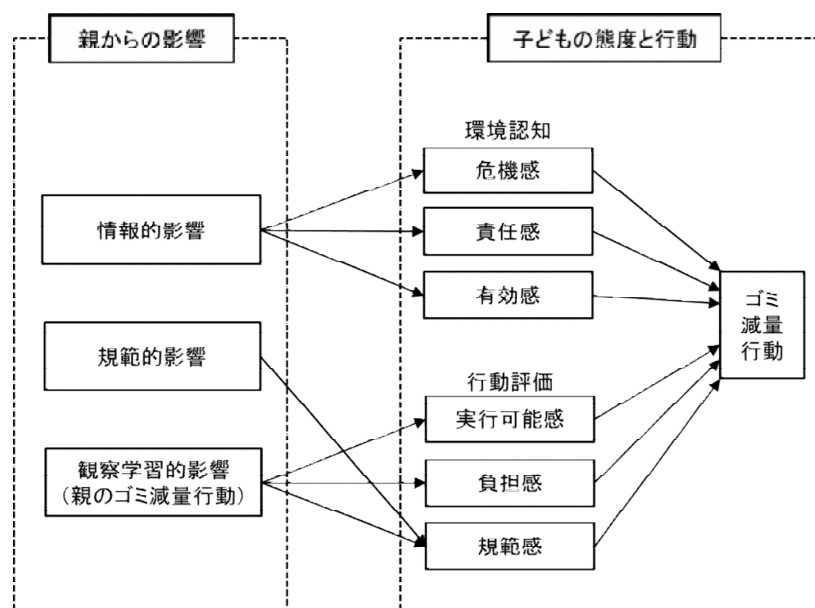 親からの影響
情報的影響
規範的影響
観察学習的影響
(親のゴミ減量行動)
子どもの態度と行動
環境認知
危機感
責任感
有効感
行動評価
実行可能感
負担感
規範感
ゴミ
減量
行動